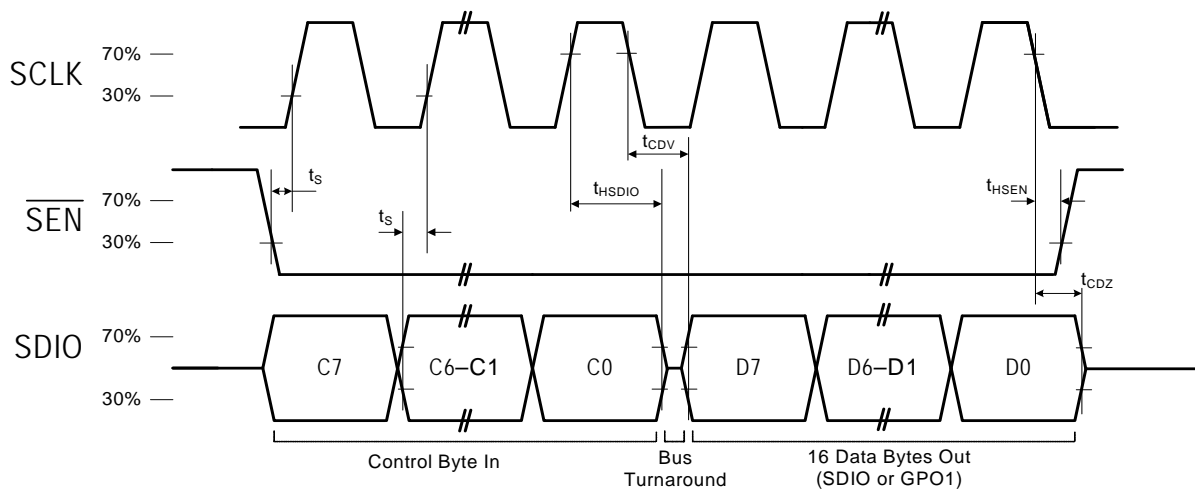 SCLK
70%
30%
tCDV
tS
tHSDIO
tHSEN
SEN
70%
30%
tS
tCDZ
SDIO
70%
30%
C7
C6–C1
C0
D7
D6–D1
D0
Control Byte In
Bus
Turnaround
16 Data Bytes Out
(SDIO or GPO1)